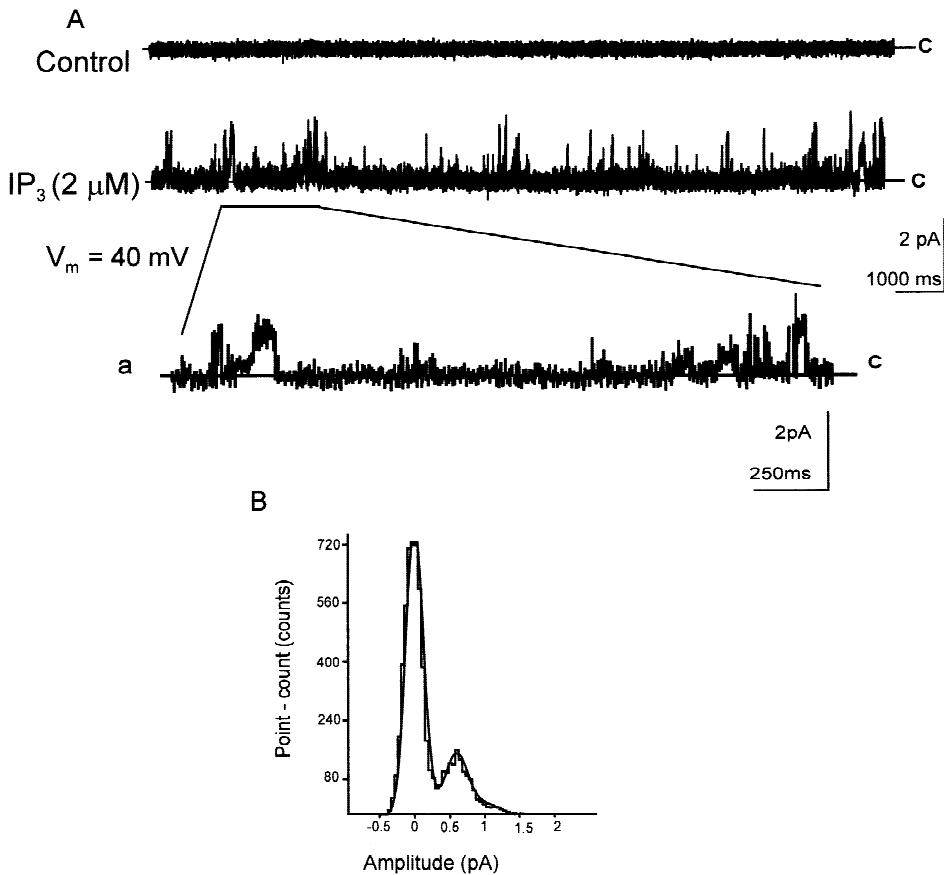 A
Control
C
IP3 (2 μM)
C
Vm = 40 mV
2 pA
1000 ms
a
C
2pA
250ms
B
720
560
400
240
80
Point - count (counts)
-0.5 0 0.5 1 1.5 2
Amplitude (pA)